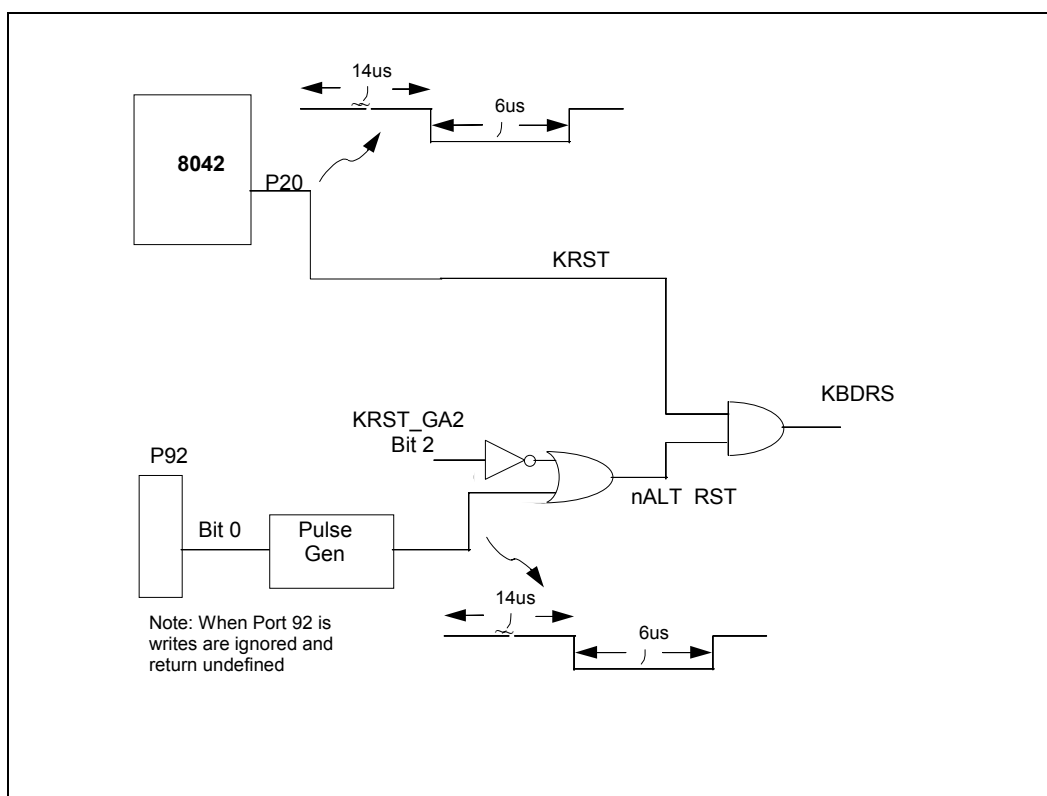 14us
6us
8042
P20
KRST
KBDRS
KRST_GA2
Bit 2
P92
nALT RST
Bit 0
Pulse
Gen
14us
6us
Note: When Port 92 is
writes are ignored and
return undefined